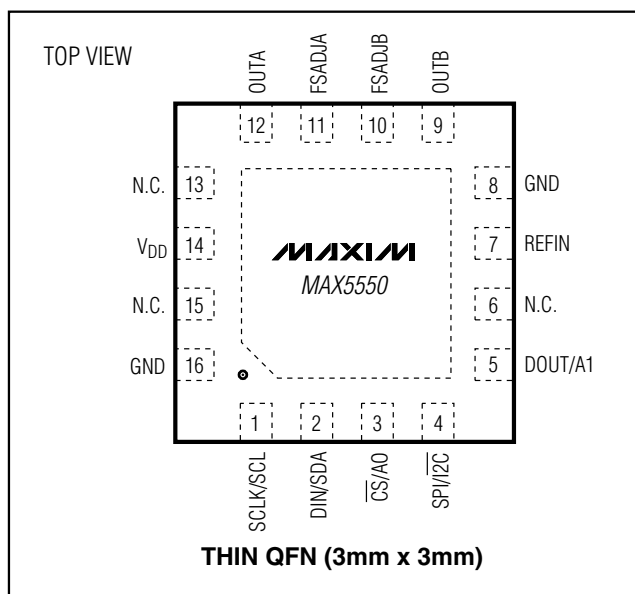 TOP VIEW
OUTA
FSADJA
FSADJB
OUTB
12
11
10
9
N.C.
13
8
GND
VDD
14
MAXIM
7
REFIN
MAX5550
N.C.
15
6
N.C.
GND
16
5
DOUT/A1
1
2
3
4
SCLK/SCL
DIN/SDA
C̅S̅/A0
SPI/I̅2̅C̅
THIN QFN (3mm x 3mm)